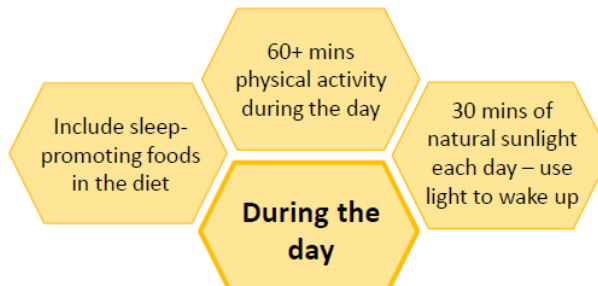 60+ mins
physical activity
during the day
Include sleep-
promoting foods
in the diet
30 mins of
natural sunlight
each day – use
light to wake up
During the
day